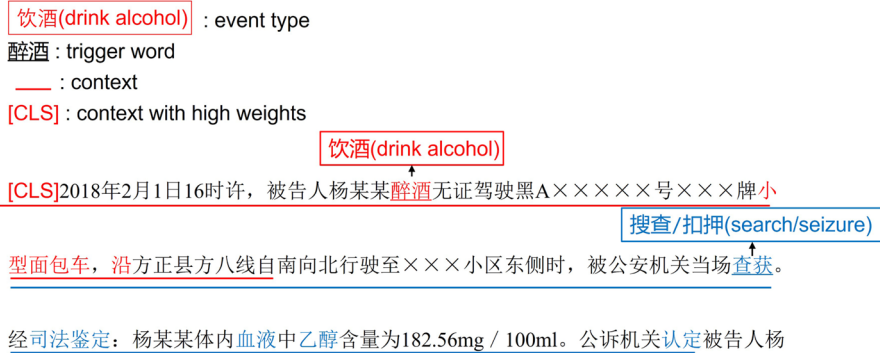 饮酒(drink alcohol) : event type
醉酒 : trigger word
: context
[CLS] : context with high weights
饮酒(drink alcohol)
[CLS]2018年2月1日16时许，被告人杨某某醉酒无证驾驶黑A×××××号×××牌小
搜查/扣押(search/seizure)
型面包车，沿方正县方八线自南向北行驶至×××小区东侧时，被公安机关当场查获。
经司法鉴定：杨某某体内血液中乙醇含量为182.56mg／100ml。公诉机关认定被告人杨